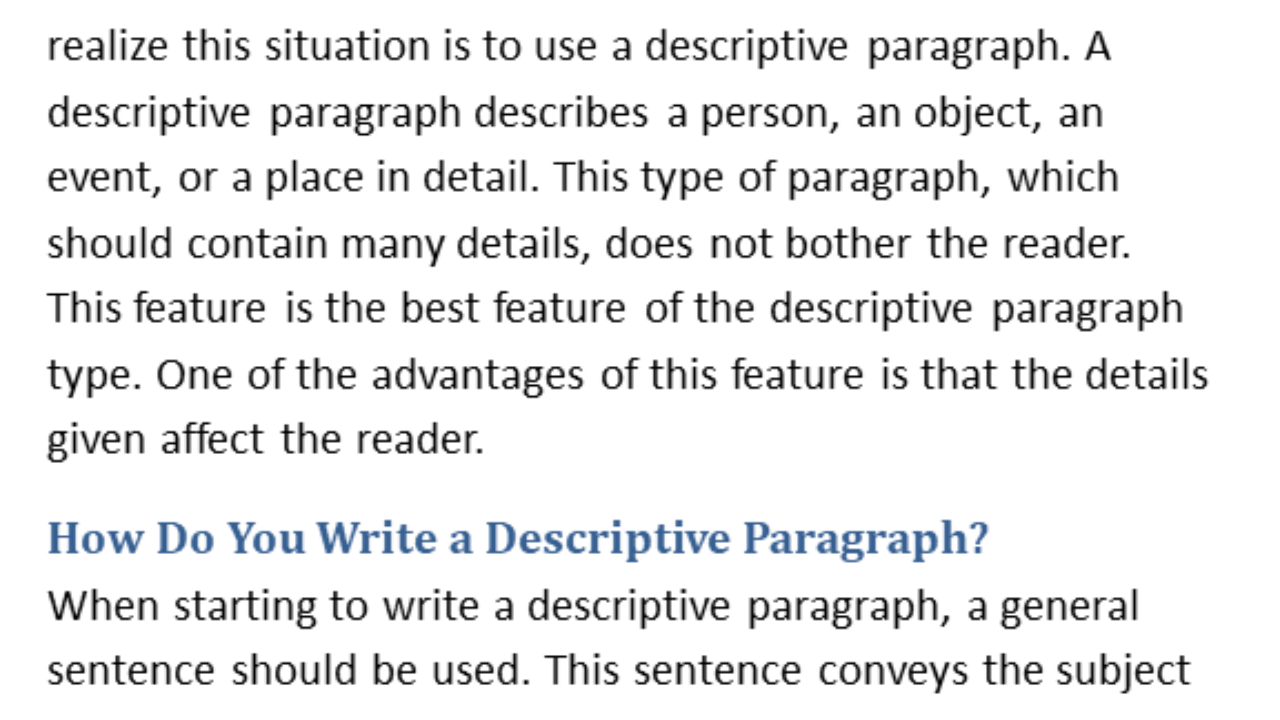 realize this situation is to use a descriptive paragraph. A
descriptive paragraph describes a person, an object, an
event, or a place in detail. This type of paragraph, which
should contain many details, does not bother the reader.
This feature is the best feature of the descriptive paragraph
type. One of the advantages of this feature is that the details
given affect the reader.
How Do You Write a Descriptive Paragraph?
When starting to write a descriptive paragraph, a general
sentence should be used. This sentence conveys the subject